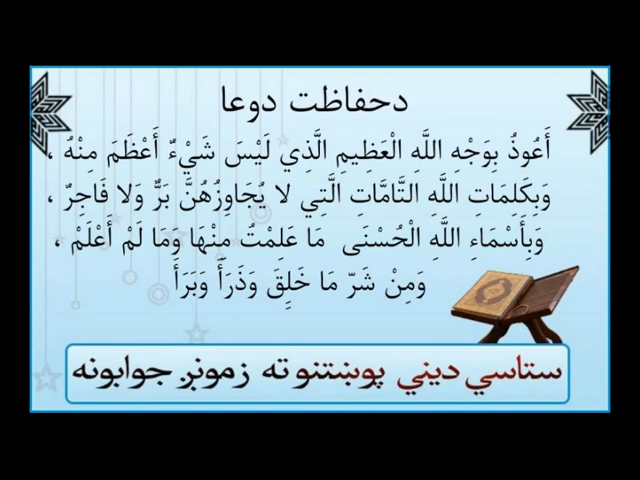 دحفاظت دوعا
أَعُوذُ بِوَجْهِ اللَّهِ الْعَظِيمِ الَّذِي لَيْسَ شَيْءٌ أَعْظَمَ مِنْهُ ،
وَبِكَلِمَاتِ اللَّهِ التَّامَّاتِ الَّتِي لا يُجَاوِزُهُنَّ بَرٌّ وَلا فَاجِرٌ ،
وَبِأَسْمَاءِ اللَّهِ الْحُسْنَى مَا عَلِمْتُ مِنْهَا وَمَا لَمْ أَعْلَمْ ،
وَمِنْ شَرّ مَا خَلِقَ وَذَرَأَ وَبَرَأَ
ستاسي ديني پوښتنو ته زمونږ جوابونه